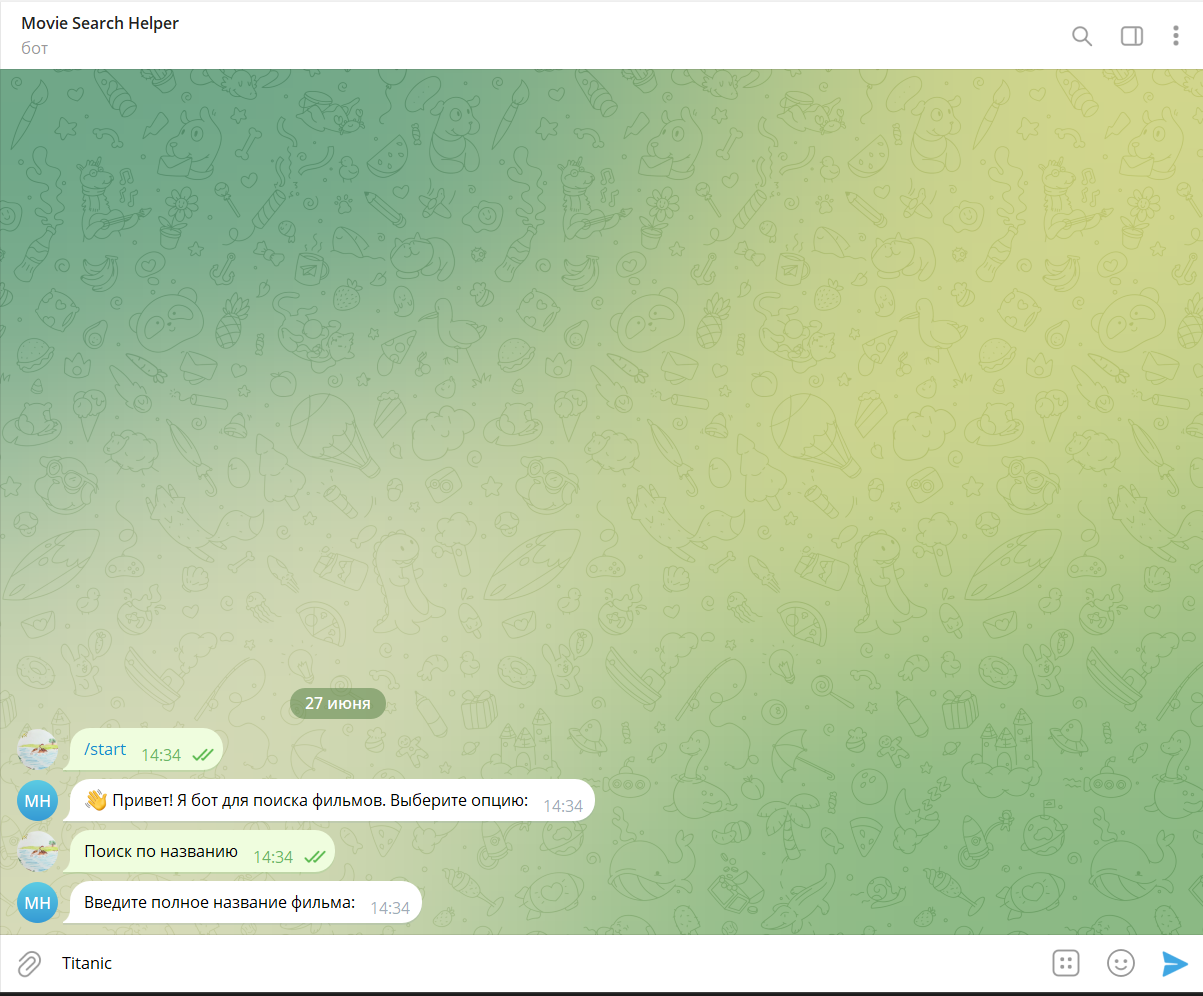 Movie Search Helper
бот
27 июня
/start 14:34
MH 👋 Привет! Я бот для поиска фильмов. Выберите опцию: 14:34
Поиск по названию 14:34
MH Введите полное название фильма: 14:34
Titanic